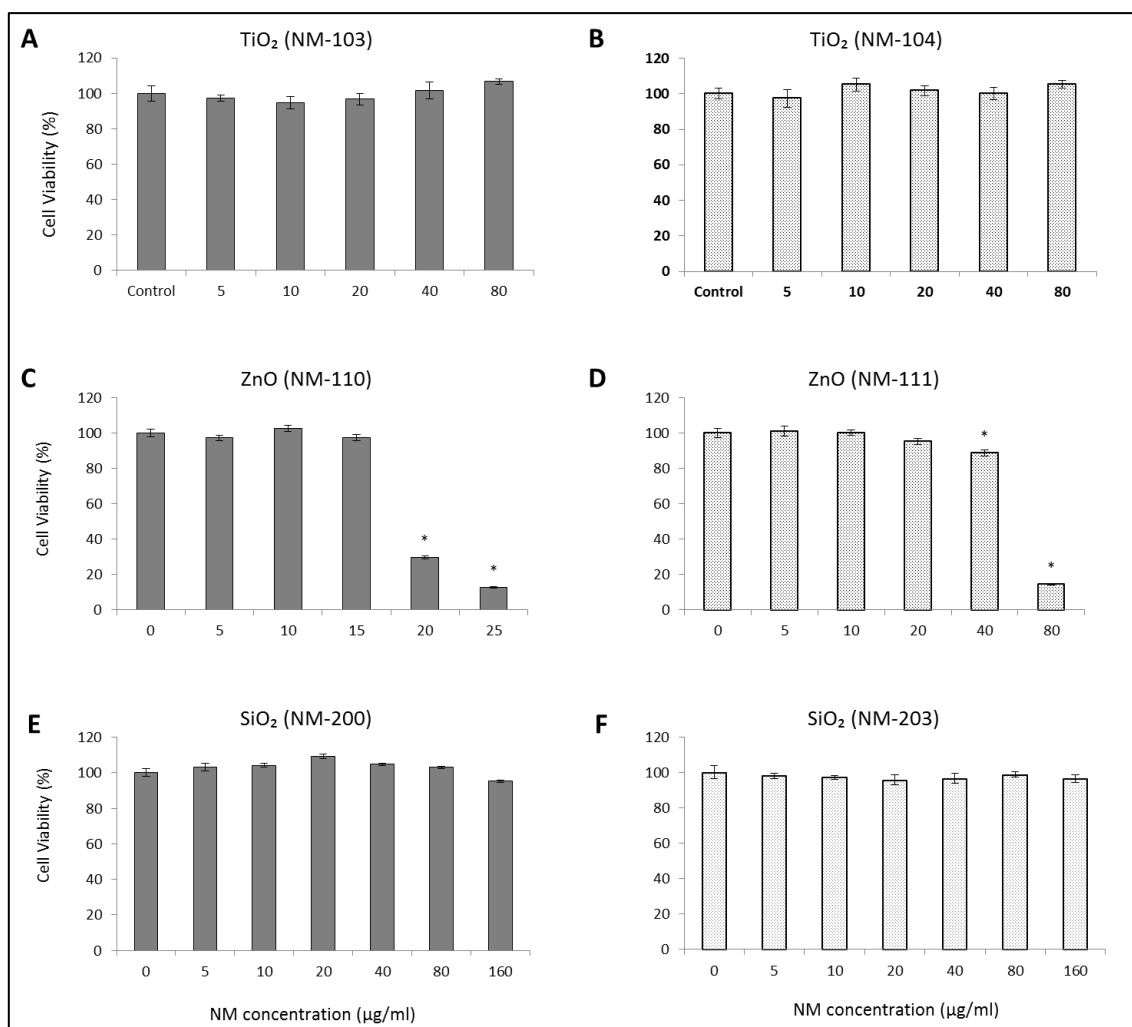 A
TiO₂ (NM-103)
Cell Viability (%)
120
100
80
60
40
20
0
Control 5 10 20 40 80
B
TiO₂ (NM-104)
120
100
80
60
40
20
0
Control 5 10 20 40 80
C
ZnO (NM-110)
Cell Viability (%)
120
100
80
60
40
20
0
*
*
0 5 10 15 20 25
D
ZnO (NM-111)
120
100
80
60
40
20
0
*
*
0 5 10 20 40 80
E
SiO₂ (NM-200)
Cell Viability (%)
120
100
80
60
40
20
0
0 5 10 20 40 80 160
NM concentration (µg/ml)
F
SiO₂ (NM-203)
120
100
80
60
40
20
0
0 5 10 20 40 80 160
NM concentration (µg/ml)